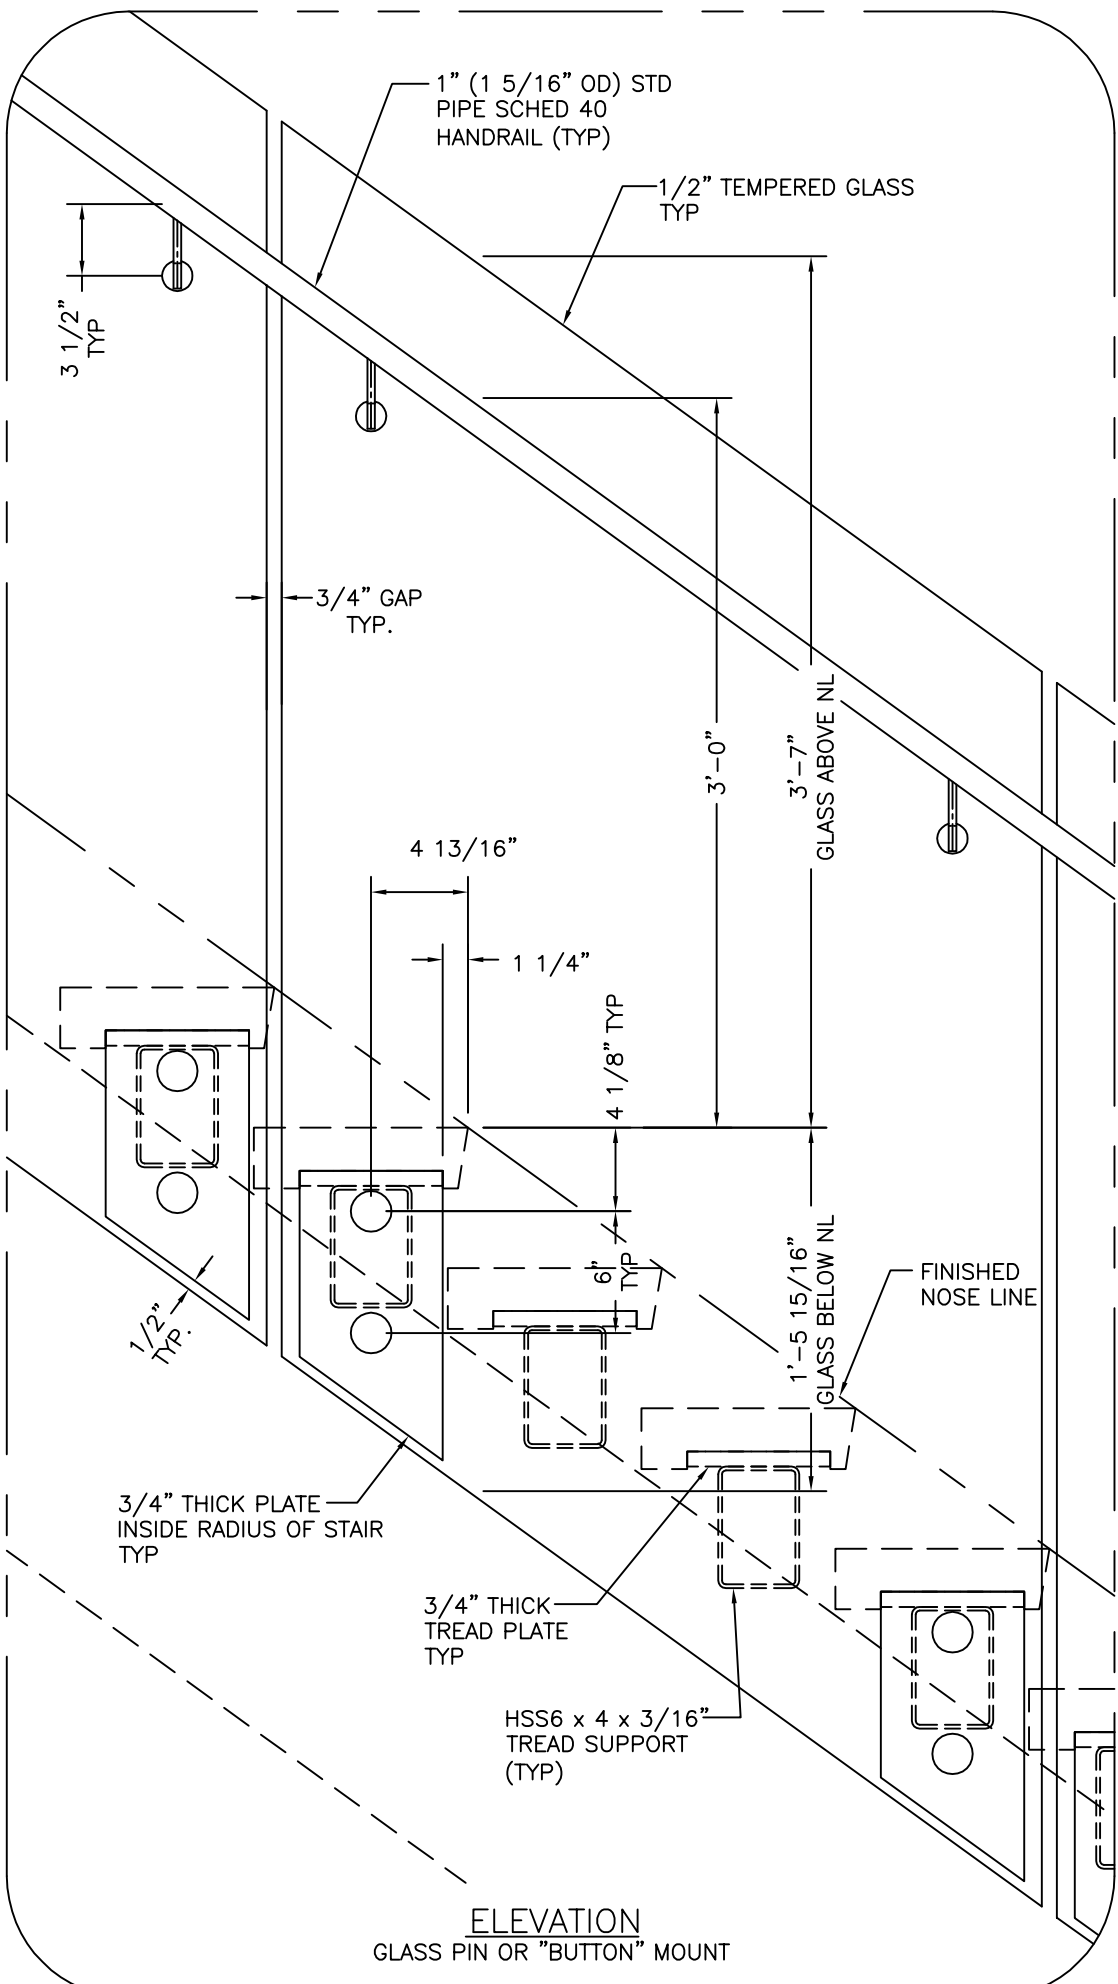 1” (1 5/16” OD) STD
PIPE SCHED 40
HANDRAIL (TYP)
1/2” TEMPERED GLASS
TYP
3 1/2”
TYP
3/4” GAP
TYP.
3'-0”
3'-7”
GLASS ABOVE NL
4 13/16”
1 1/4”
4 1/8” TYP
6”
TYP
1'-5 15/16”
GLASS BELOW NL
FINISHED
NOSE LINE
1/2”
TYP.
3/4” THICK PLATE
INSIDE RADIUS OF STAIR
TYP
3/4” THICK
TREAD PLATE
TYP
HSS6 x 4 x 3/16”
TREAD SUPPORT
(TYP)
ELEVATION
GLASS PIN OR ”BUTTON” MOUNT